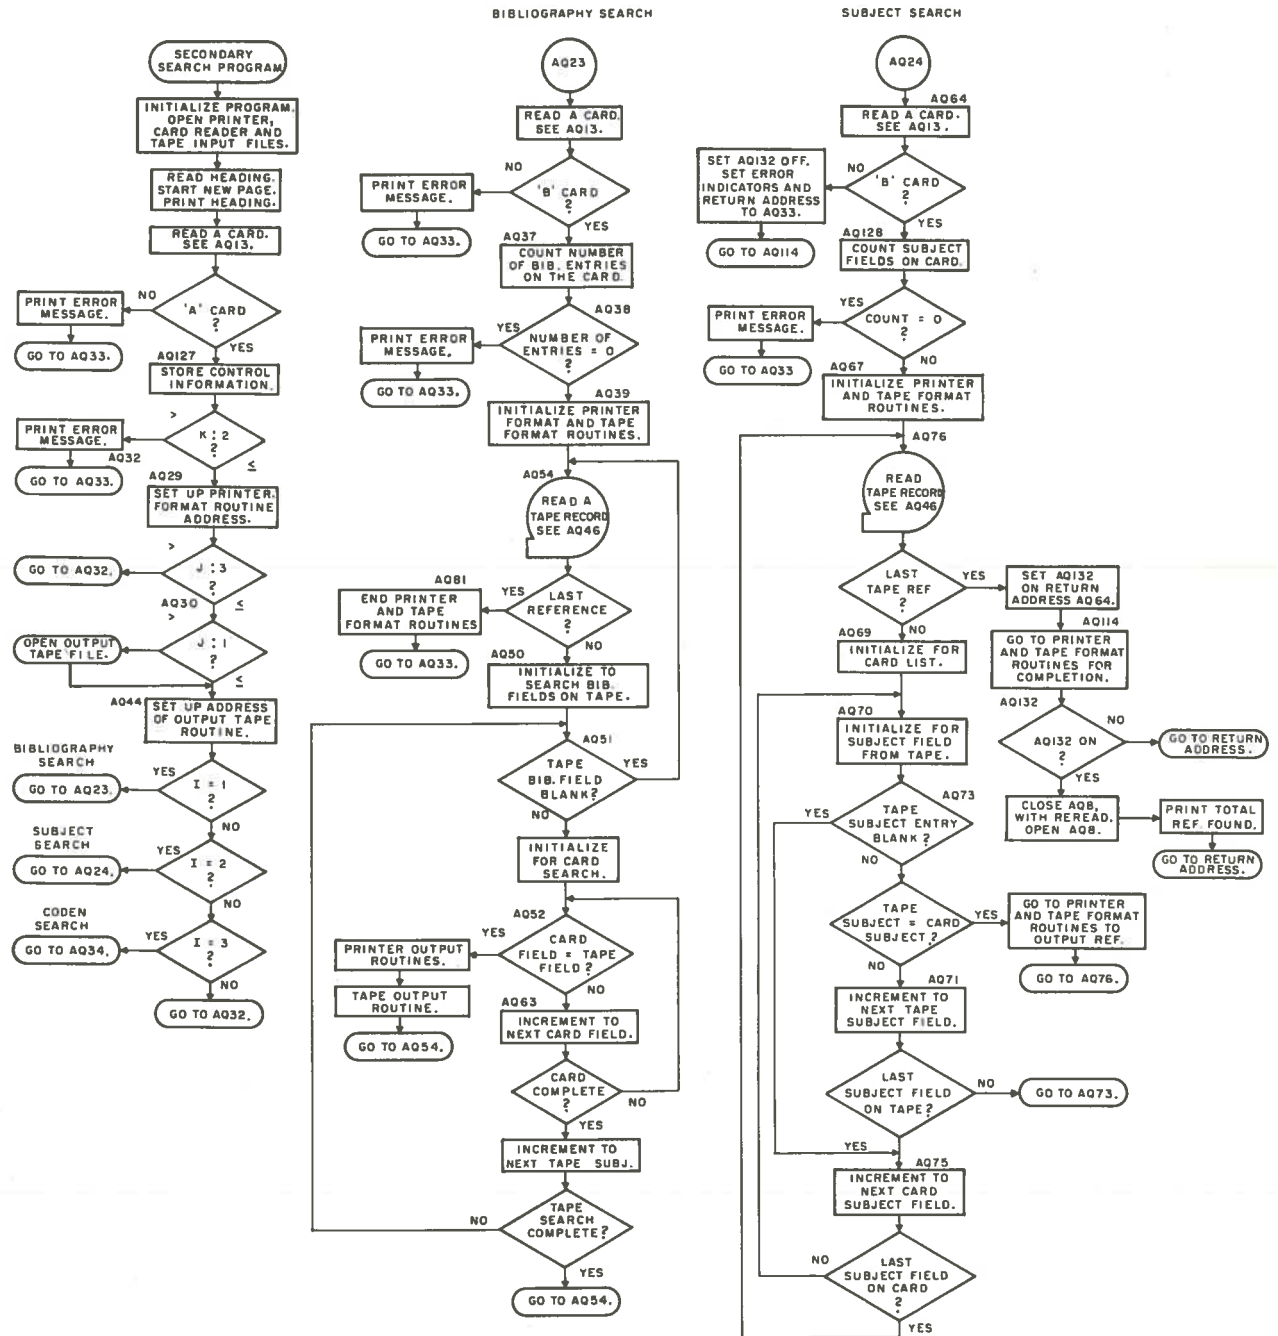 SECONDARY
SEARCH PROGRAM
INITIALIZE PROGRAM.
OPEN PRINTER,
CARD READER AND
TAPE INPUT FILES.
READ HEADING.
START NEW PAGE.
PRINT HEADING.
READ A CARD.
SEE AQ13.
'A' CARD
?
NO
PRINT ERROR
MESSAGE.
GO TO AQ33.
YES
AQ127
STORE CONTROL
INFORMATION.
>
K : 2
?
PRINT ERROR
MESSAGE.
AQ32
GO TO AQ33.
≤
AQ29
SET UP PRINTER.
FORMAT ROUTINE
ADDRESS.
>
J : 3
?
GO TO AQ32.
AQ30
≤
>
J : 1
?
OPEN OUTPUT
TAPE FILE.
≤
AQ44
SET UP ADDRESS
OF OUTPUT TAPE
ROUTINE.
BIBLIOGRAPHY
SEARCH
YES
I = 1
?
GO TO AQ23.
NO
SUBJECT
SEARCH
YES
I = 2
?
GO TO AQ24.
NO
CODEN
SEARCH
YES
I = 3
?
GO TO AQ34.
NO
GO TO AQ32.
BIBLIOGRAPHY SEARCH
AQ23
READ A CARD.
SEE AQ13.
NO
'B' CARD
?
PRINT ERROR
MESSAGE.
GO TO AQ33.
YES
AQ37
COUNT NUMBER
OF BIB. ENTRIES
ON THE CARD.
AQ38
YES
NUMBER OF
ENTRIES = 0
?
PRINT ERROR
MESSAGE.
GO TO AQ33.
NO
AQ39
INITIALIZE PRINTER
FORMAT AND TAPE
FORMAT ROUTINES.
AQ54
READ A
TAPE RECORD
SEE AQ46
AQ81
YES
LAST
REFERENCE
?
END PRINTER
AND TAPE
FORMAT ROUTINES
GO TO AQ33.
NO
AQ50
INITIALIZE TO
SEARCH BIB.
FIELDS ON TAPE.
AQ51
TAPE
BIB. FIELD
BLANK?
YES
NO
INITIALIZE
FOR CARD
SEARCH.
AQ52
YES
CARD
FIELD = TAPE
FIELD?
PRINTER OUTPUT
ROUTINES.
TAPE OUTPUT
ROUTINE.
GO TO AQ54.
NO
AQ63
INCREMENT TO
NEXT CARD FIELD.
CARD
COMPLETE
?
NO
YES
INCREMENT TO
NEXT TAPE SUBJ.
NO
TAPE
SEARCH
COMPLETE?
YES
GO TO AQ54.
SUBJECT SEARCH
AQ24
AQ64
READ A CARD.
SEE AQ13.
NO
'B' CARD
?
SET AQ132 OFF.
SET ERROR
INDICATORS AND
RETURN ADDRESS
TO AQ33.
GO TO AQ114
YES
AQ128
COUNT SUBJECT
FIELDS ON CARD.
YES
COUNT = 0
?
PRINT ERROR
MESSAGE.
GO TO AQ33
NO
AQ67
INITIALIZE PRINTER
AND TAPE FORMAT
ROUTINES.
AQ76
READ
TAPE RECORD
SEE AQ46
LAST
TAPE REF
?
YES
SET AQ132
ON RETURN
ADDRESS AQ64.
AQ114
GO TO PRINTER
AND TAPE FORMAT
ROUTINES FOR
COMPLETION.
AQ132
AQ132 ON
?
NO
GO TO RETURN
ADDRESS.
YES
CLOSE AQ8,
WITH REREAD.
OPEN AQ8.
PRINT TOTAL
REF. FOUND.
GO TO RETURN
ADDRESS.
NO
AQ69
INITIALIZE FOR
CARD LIST.
AQ70
INITIALIZE FOR
SUBJECT FIELD
FROM TAPE.
AQ73
YES
TAPE
SUBJECT ENTRY
BLANK?
NO
TAPE
SUBJECT = CARD
SUBJECT?
YES
GO TO PRINTER
AND TAPE FORMAT
ROUTINES TO
OUTPUT REF.
GO TO AQ76.
NO
AQ71
INCREMENT TO
NEXT TAPE
SUBJECT FIELD.
LAST
SUBJECT FIELD
ON TAPE?
NO
GO TO AQ73.
YES
AQ75
INCREMENT TO
NEXT CARD
SUBJECT FIELD.
NO
LAST
SUBJECT FIELD
ON CARD
?
YES